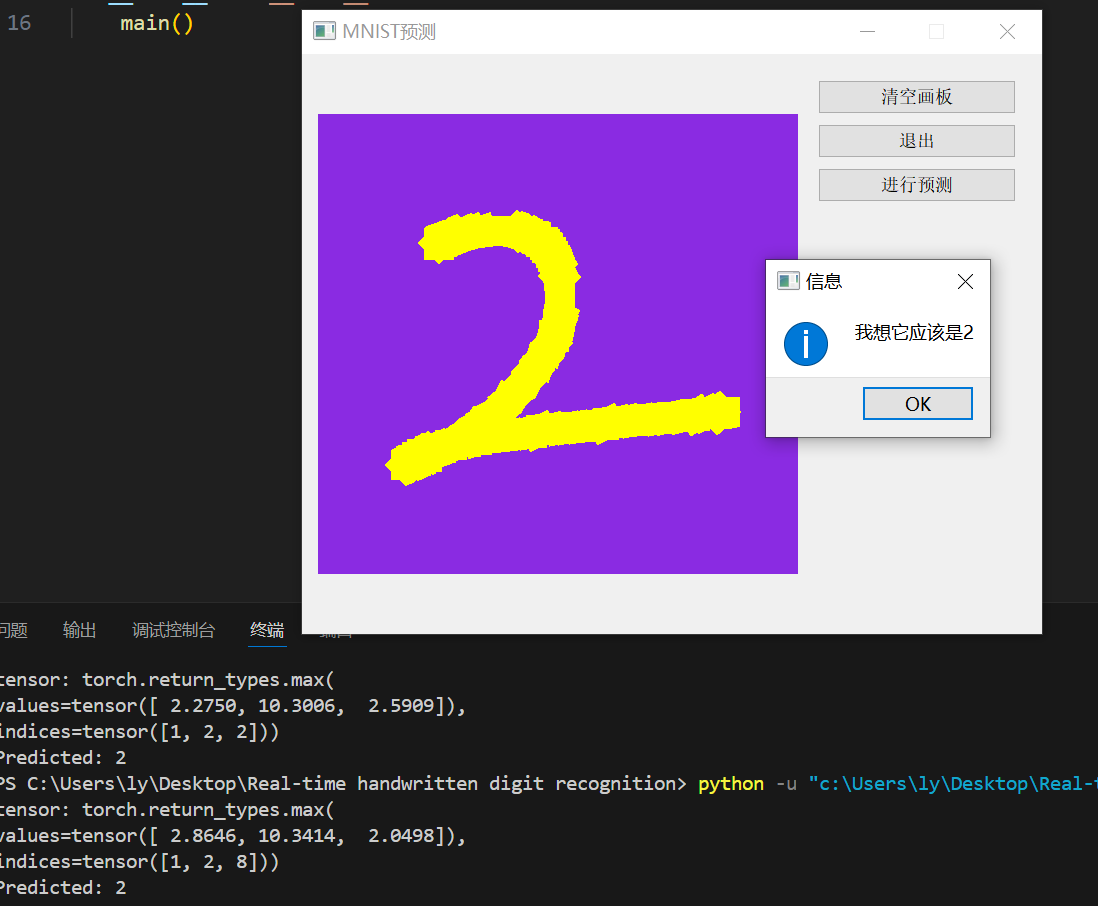 16 main()
MNIST预测
清空画板
退出
进行预测
2
信息
我想它应该是2
OK
问题 输出 调试控制台 终端 端口
tensor: torch.return_types.max(
values=tensor([ 2.2750, 10.3006,  2.5909]),
indices=tensor([1, 2, 2]))
Predicted: 2
PS C:\Users\ly\Desktop\Real-time handwritten digit recognition> python -u "c:\Users\ly\Desktop\Real-t
tensor: torch.return_types.max(
values=tensor([ 2.8646, 10.3414,  2.0498]),
indices=tensor([1, 2, 8]))
Predicted: 2